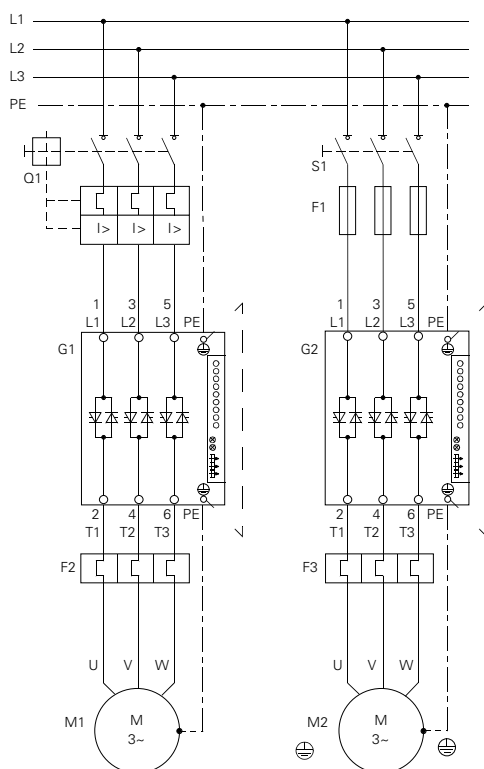 L1
L2
L3
PE
Q1
S1
F1
I> I> I>
1 3 5
L1 L2 L3 PE
1 3 5
L1 L2 L3 PE
G1
G2
2 4 6 PE
T1 T2 T3
2 4 6 PE
T1 T2 T3
F2
F3
U V W
U V W
M1
M
3~
M2
M
3~